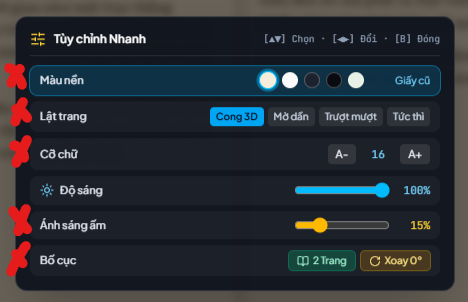 Tùy chỉnh Nhanh [▲▼] Chọn · [◀▶] Đổi · [B] Đóng
Màu nền Giấy cũ
Lật trang Cong 3D Mờ dần Trượt mượt Tức thì
Cỡ chữ A- 16 A+
Độ sáng 100%
Ánh sáng ấm 15%
Bố cục 2 Trang Xoay 0°